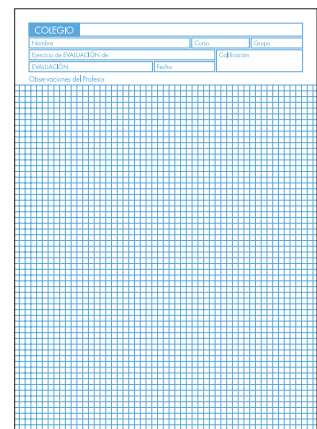 COLEGIO
Nombre Curso Grupo
Ejercicio de EVALUACIÓN de Calificación
EVALUACIÓN Fecha
Observaciones del Profesor